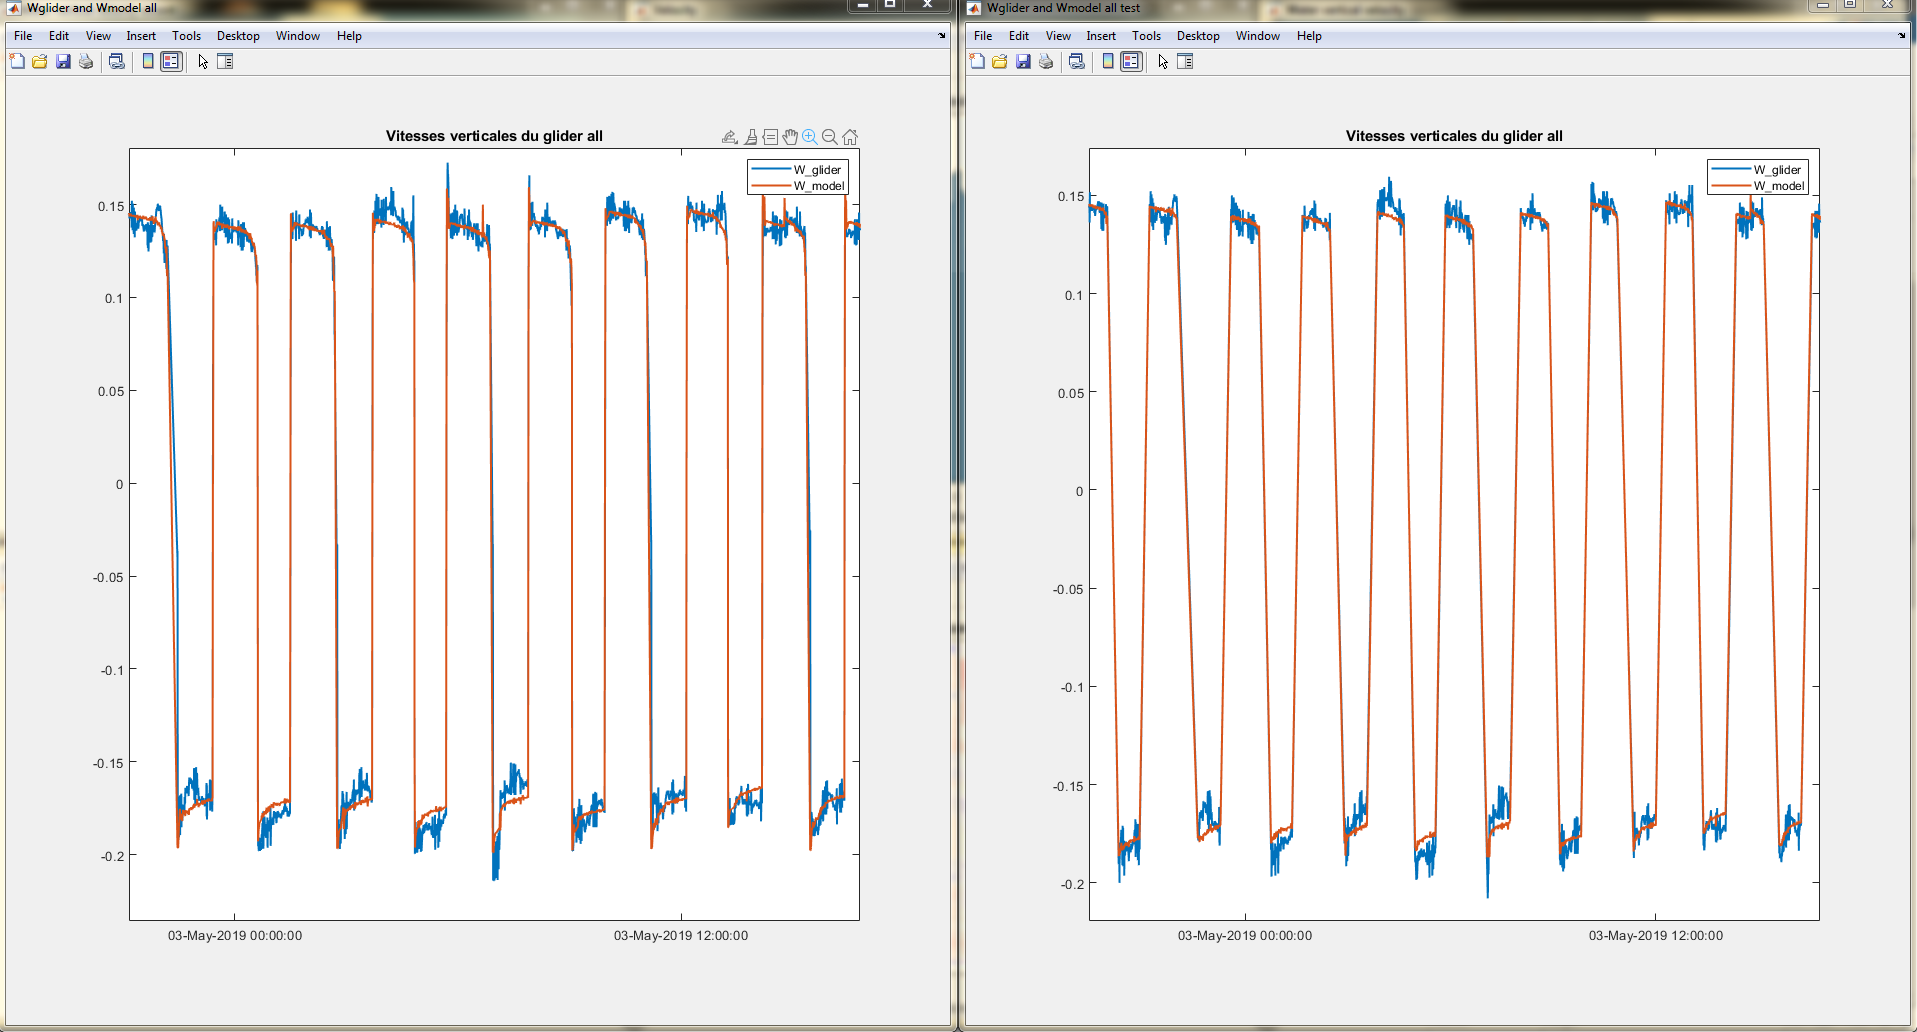 Wglider and Wmodel all
File Edit View Insert Tools Desktop Window Help
Vitesses verticales du glider all
W_glider
W_model
0.15
0.1
0.05
0
-0.05
-0.1
-0.15
-0.2
03-May-2019 00:00:00
03-May-2019 12:00:00
Wglider and Wmodel all test
File Edit View Insert Tools Desktop Window Help
Vitesses verticales du glider all
W_glider
W_model
0.15
0.1
0.05
0
-0.05
-0.1
-0.15
-0.2
03-May-2019 00:00:00
03-May-2019 12:00:00